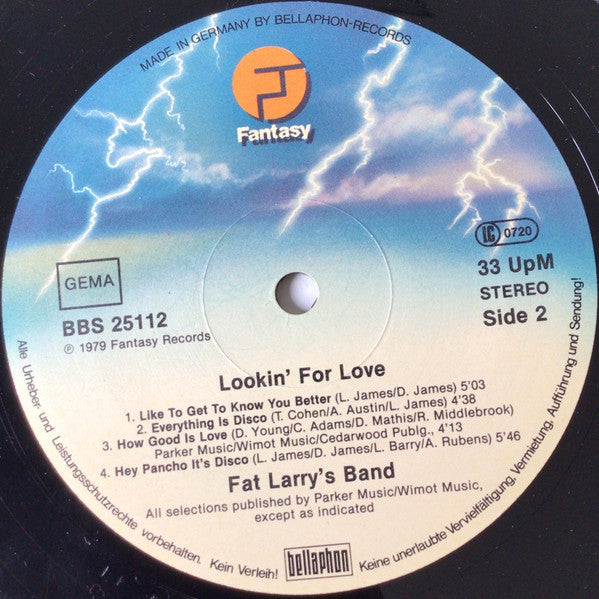 MADE IN GERMANY BY BELLAPHON-RECORDS
Fantasy
LC 0720
GEMA
33 UpM
STEREO
BBS 25112
Side 2
℗ 1979 Fantasy Records
Lookin' For Love
1. Like To Get To Know You Better (L. James/D. James) 5'03
2. Everything Is Disco (T. Cohen/A. Austin/L. James) 4'38
3. How Good Is Love (D. Young/C. Adams/D. Mathis/R. Middlebrook)
Parker Music/Wimot Music/Cedarwood Publg., 4'13
4. Hey Pancho It's Disco (L. James/D. James/L. Barry/A. Rubens) 5'46
Fat Larry's Band
All selections published by Parker Music/Wimot Music,
except as indicated
bellaphon
Alle Urheber- und Leistungsschutzrechte vorbehalten. Kein Verleih! Keine unerlaubte Vervielfältigung, Vermietung, Aufführung und Sendung!